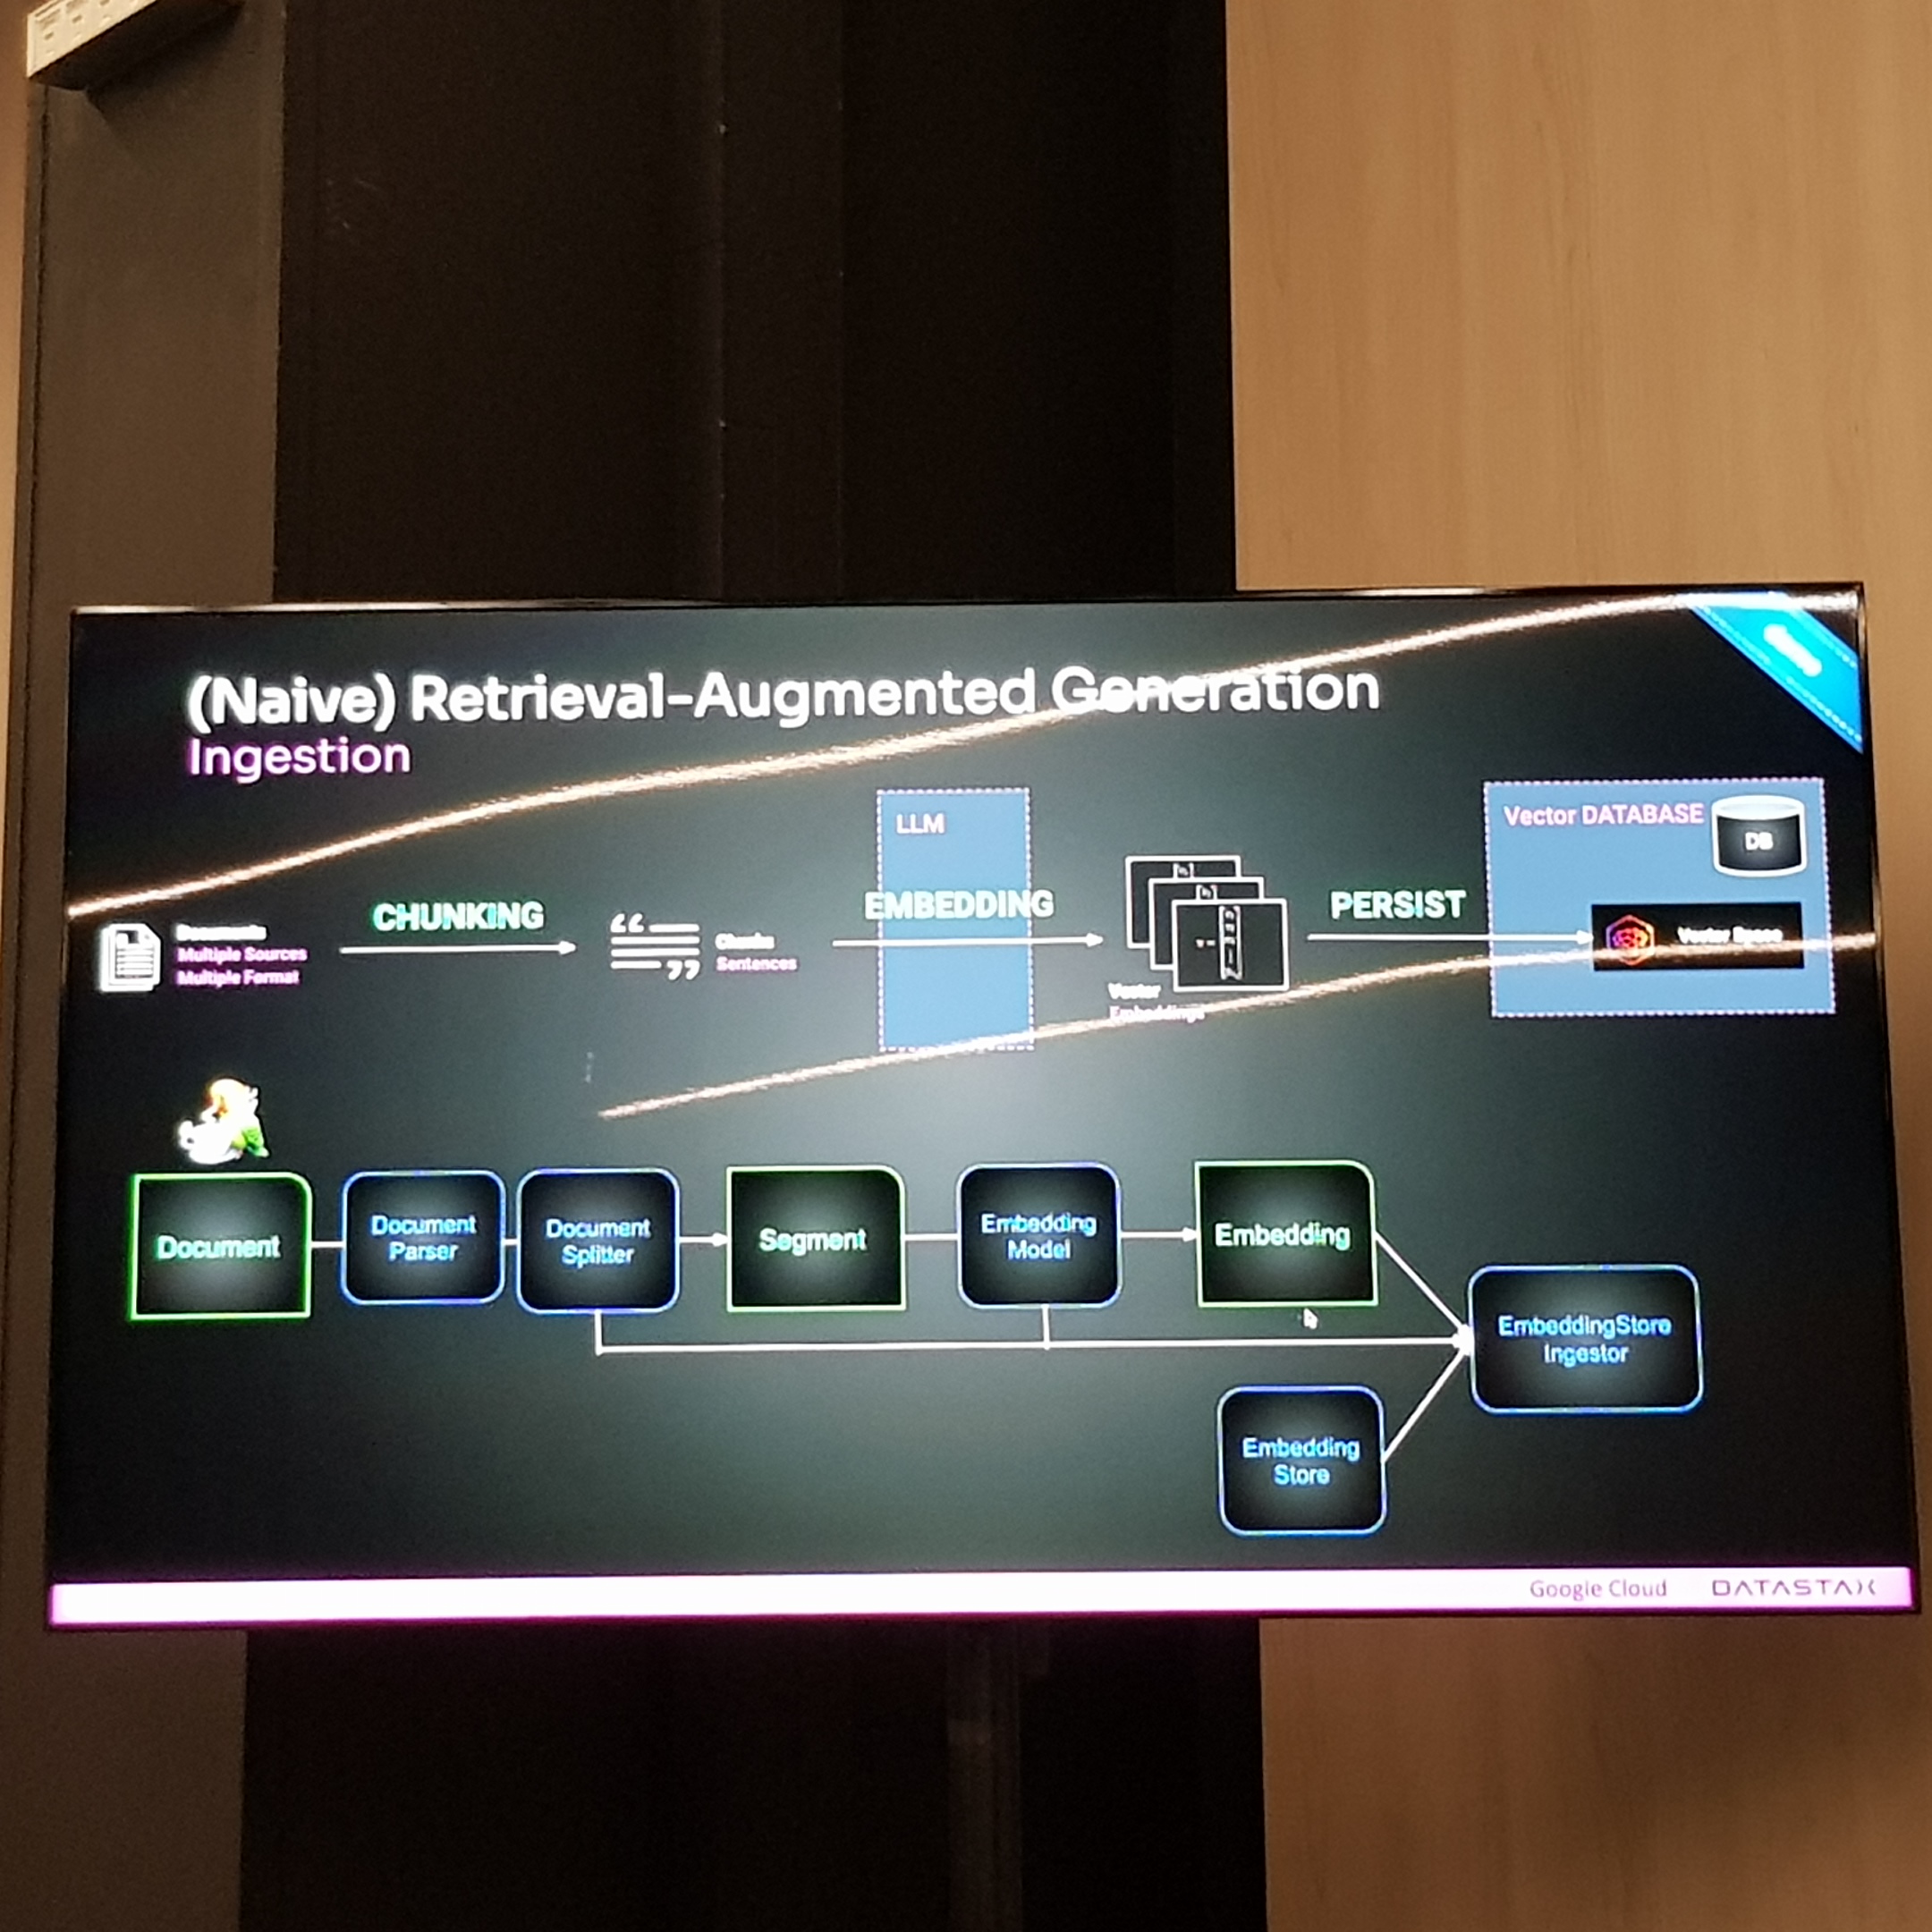 (Naive) Retrieval-Augmented Generation
Ingestion
LLM
Vector DATABASE
DB
CHUNKING
EMBEDDING
PERSIST
Documents
Multiple Sources
Multiple Format
Chunks
Sentences
Vector Space
Vector
Embeddings
Document
Document
Parser
Document
Splitter
Segment
Embedding
Model
Embedding
EmbeddingStore
Ingestor
Embedding
Store
Google Cloud
DATASTAX